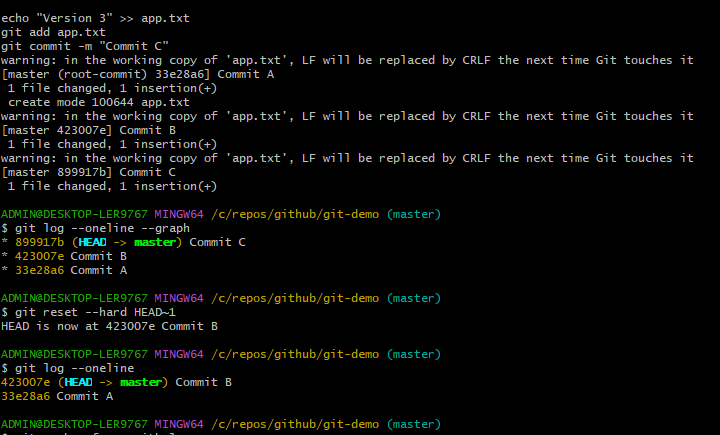 echo "Version 3" >> app.txt
git add app.txt
git commit -m "Commit C"
warning: in the working copy of 'app.txt', LF will be replaced by CRLF the next time Git touches it
[master (root-commit) 33e28a6] Commit A
 1 file changed, 1 insertion(+)
 create mode 100644 app.txt
warning: in the working copy of 'app.txt', LF will be replaced by CRLF the next time Git touches it
[master 423007e] Commit B
 1 file changed, 1 insertion(+)
warning: in the working copy of 'app.txt', LF will be replaced by CRLF the next time Git touches it
[master 899917b] Commit C
 1 file changed, 1 insertion(+)
ADMIN@DESKTOP-LER9767 MINGW64 /c/repos/github/git-demo (master)
$ git log --oneline --graph
* 899917b (HEAD -> master) Commit C
* 423007e Commit B
* 33e28a6 Commit A
ADMIN@DESKTOP-LER9767 MINGW64 /c/repos/github/git-demo (master)
$ git reset --hard HEAD~1
HEAD is now at 423007e Commit B
ADMIN@DESKTOP-LER9767 MINGW64 /c/repos/github/git-demo (master)
$ git log --oneline
423007e (HEAD -> master) Commit B
33e28a6 Commit A
ADMIN@DESKTOP-LER9767 MINGW64 /c/repos/github/git-demo (master)